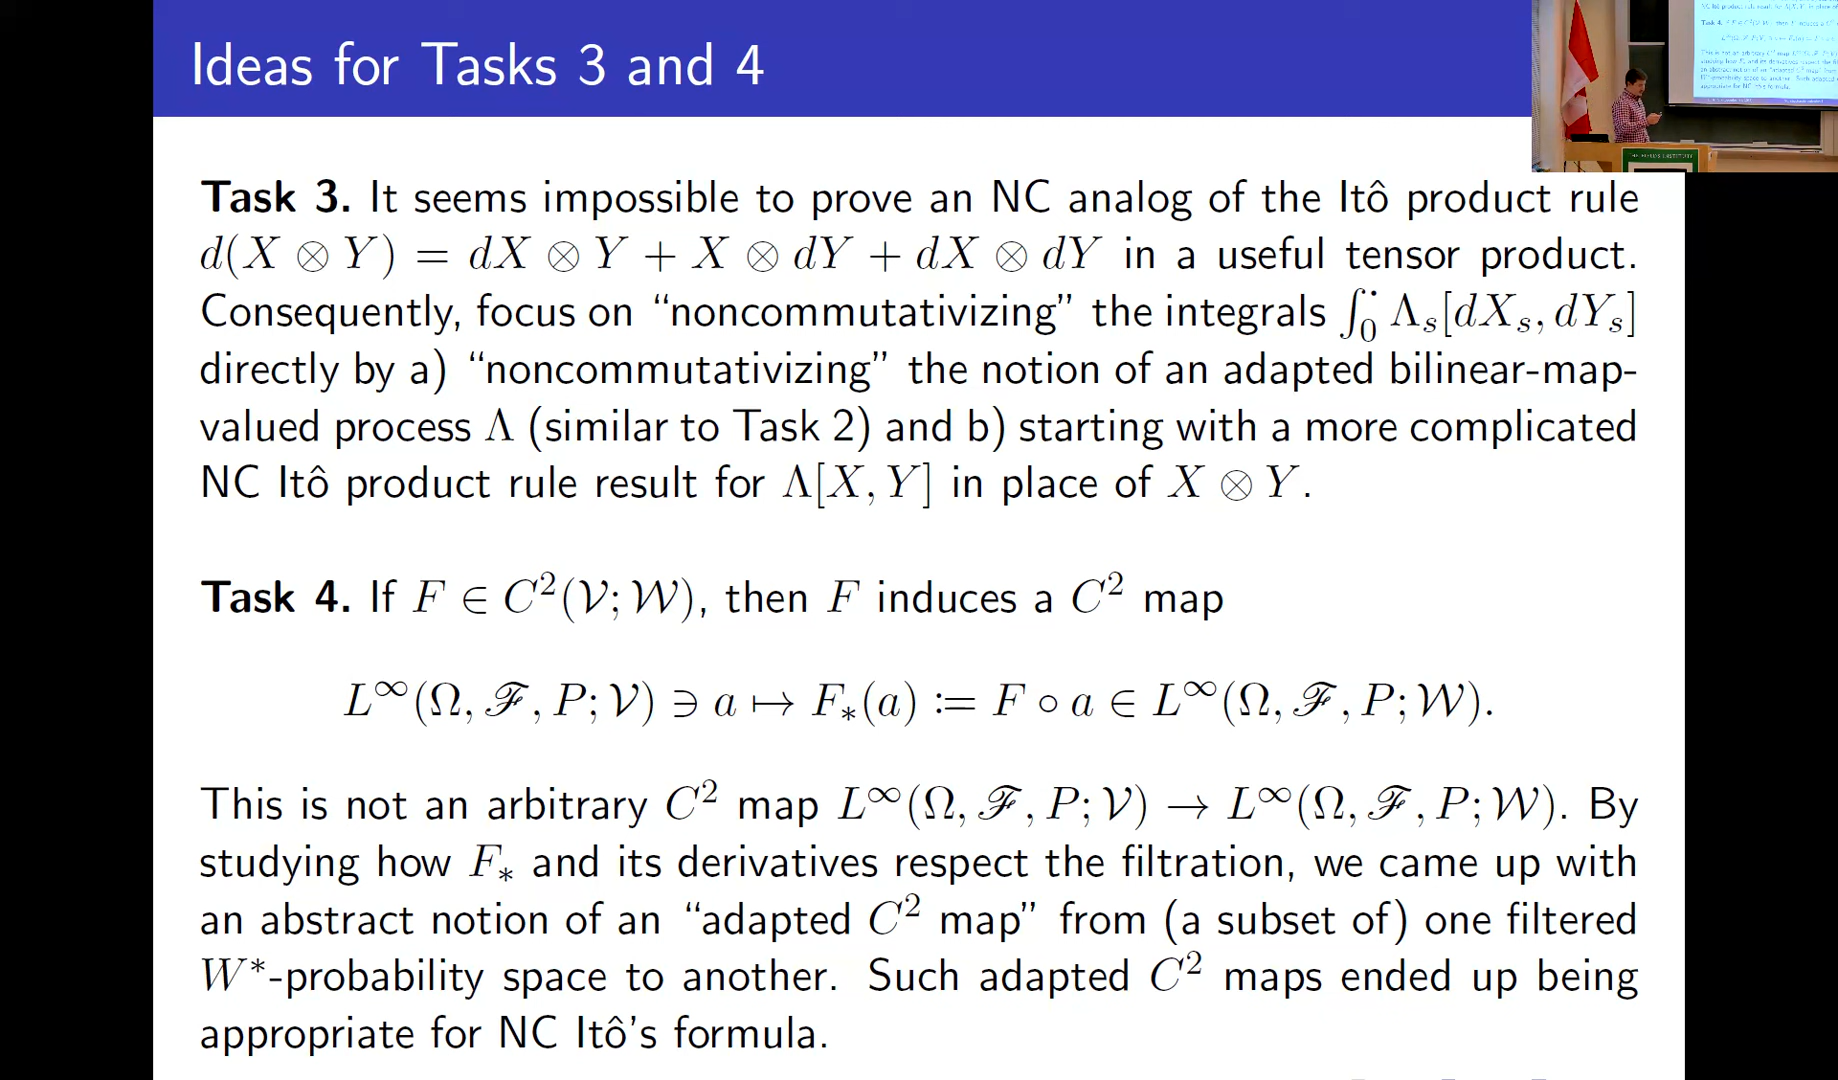 Ideas for Tasks 3 and 4
Task 3. It seems impossible to prove an NC analog of the Itô product rule
d(X ⊗ Y) = dX ⊗ Y + X ⊗ dY + dX ⊗ dY in a useful tensor product.
Consequently, focus on “noncommutativizing” the integrals ∫₀˙ Λₛ[dXₛ, dYₛ]
directly by a) “noncommutativizing” the notion of an adapted bilinear-map-
valued process Λ (similar to Task 2) and b) starting with a more complicated
NC Itô product rule result for Λ[X, Y] in place of X ⊗ Y.
Task 4. If F ∈ C²(𝒱; 𝒲), then F induces a C² map
L^∞(Ω, ℱ, P; 𝒱) ∋ a ↦ F_*(a) := F ∘ a ∈ L^∞(Ω, ℱ, P; 𝒲).
This is not an arbitrary C² map L^∞(Ω, ℱ, P; 𝒱) → L^∞(Ω, ℱ, P; 𝒲). By
studying how F_* and its derivatives respect the filtration, we came up with
an abstract notion of an “adapted C² map” from (a subset of) one filtered
W*-probability space to another. Such adapted C² maps ended up being
appropriate for NC Itô’s formula.
THE FIELDS INSTITUTE